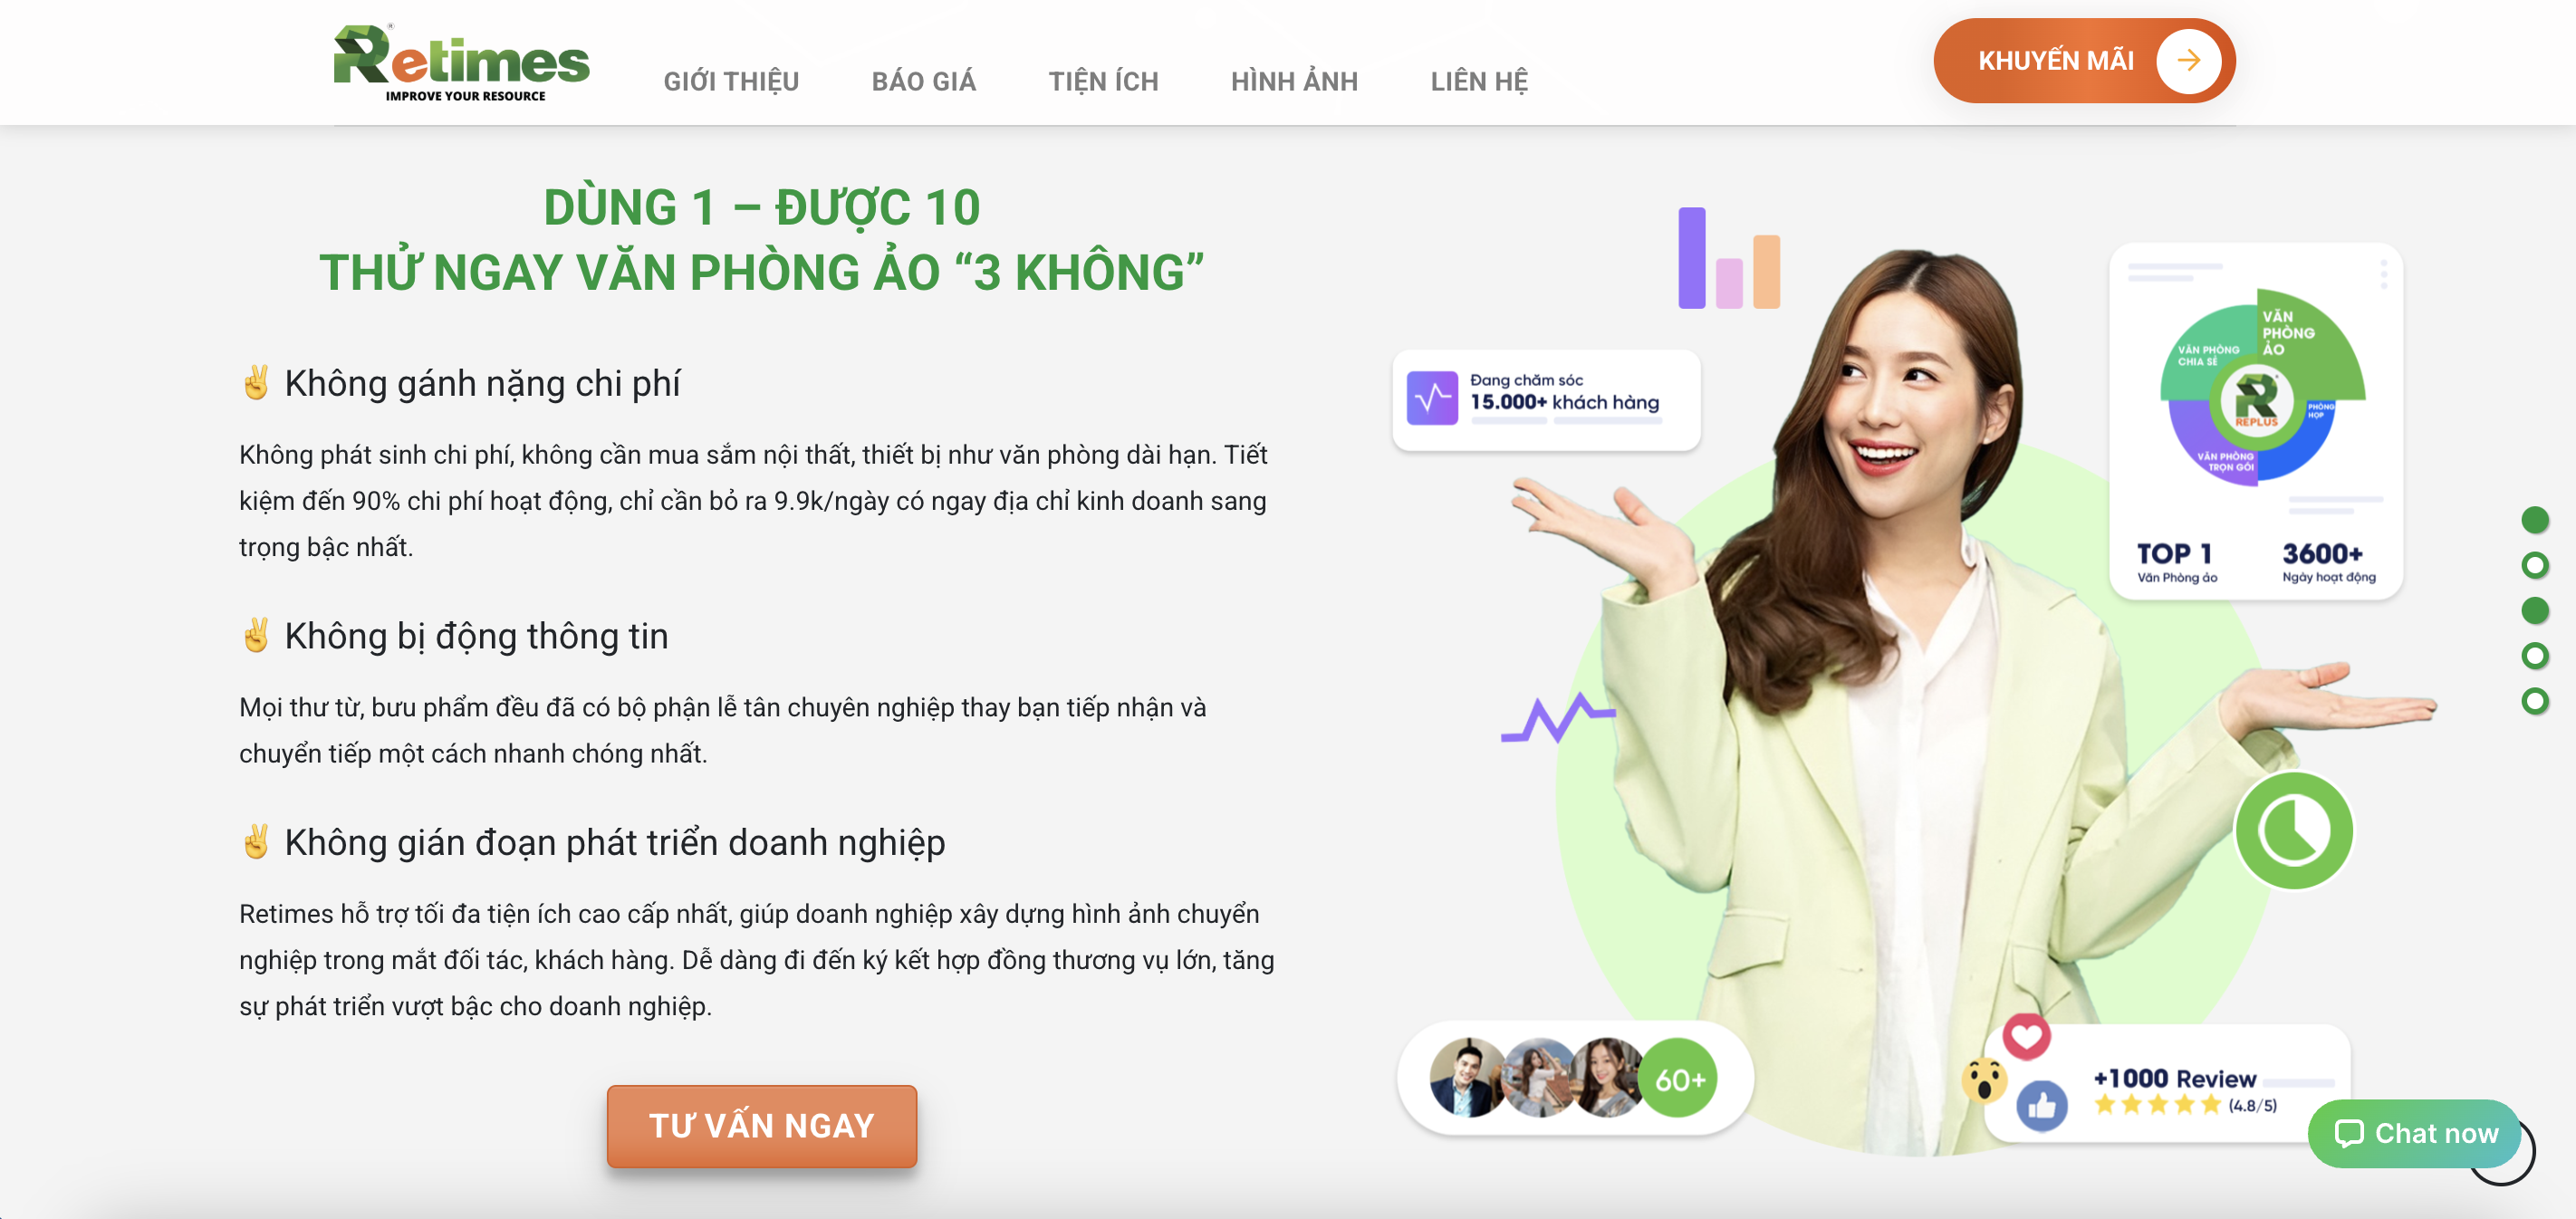 Retimes
IMPROVE YOUR RESOURCE
GIỚI THIỆU
BÁO GIÁ
TIỆN ÍCH
HÌNH ẢNH
LIÊN HỆ
KHUYẾN MÃI
DÙNG 1 – ĐƯỢC 10
THỬ NGAY VĂN PHÒNG ẢO “3 KHÔNG”
✌️ Không gánh nặng chi phí
Không phát sinh chi phí, không cần mua sắm nội thất, thiết bị như văn phòng dài hạn. Tiết
kiệm đến 90% chi phí hoạt động, chỉ cần bỏ ra 9.9k/ngày có ngay địa chỉ kinh doanh sang
trọng bậc nhất.
✌️ Không bị động thông tin
Mọi thư từ, bưu phẩm đều đã có bộ phận lễ tân chuyên nghiệp thay bạn tiếp nhận và
chuyển tiếp một cách nhanh chóng nhất.
✌️ Không gián đoạn phát triển doanh nghiệp
Retimes hỗ trợ tối đa tiện ích cao cấp nhất, giúp doanh nghiệp xây dựng hình ảnh chuyển
nghiệp trong mắt đối tác, khách hàng. Dễ dàng đi đến ký kết hợp đồng thương vụ lớn, tăng
sự phát triển vượt bậc cho doanh nghiệp.
TƯ VẤN NGAY
Đang chăm sóc
15.000+ khách hàng
VĂN
PHÒNG
ẢO
VĂN PHÒNG
CHIA SẺ
PHÒNG
HỌP
REPLUS
VĂN PHÒNG
TRỌN GÓI
TOP 1
Văn Phòng ảo
3600+
Ngày hoạt động
60+
+1000 Review
(4.8/5)
Chat now